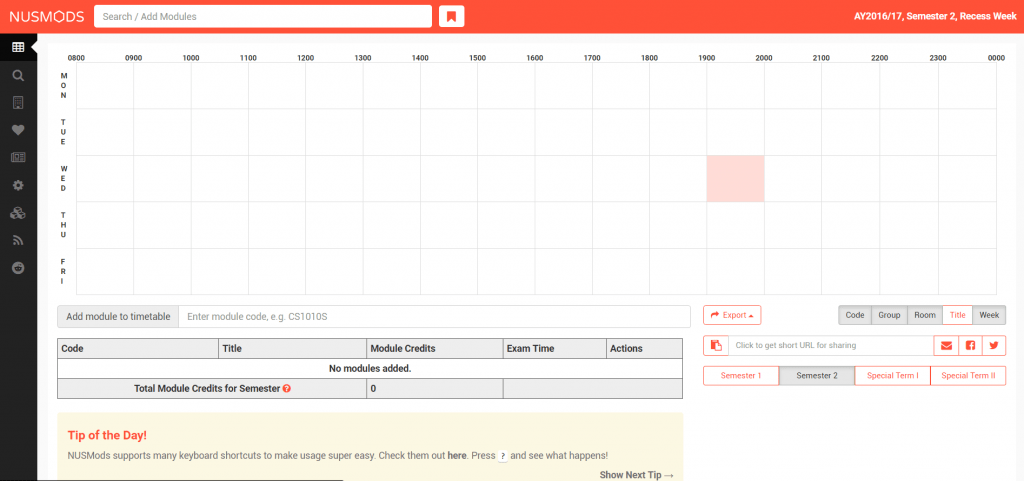 NUSMODS Search / Add Modules AY2016/17, Semester 2, Recess Week
0800 0900 1000 1100 1200 1300 1400 1500 1600 1700 1800 1900 2000 2100 2200 2300 0000
MON
TUE
WED
THU
FRI
Add module to timetable Enter module code, e.g. CS1010S Export Code Group Room Title Week
Click to get short URL for sharing
Code Title Module Credits Exam Time Actions
No modules added.
Total Module Credits for Semester ? 0
Semester 1 Semester 2 Special Term I Special Term II
Tip of the Day!
NUSMods supports many keyboard shortcuts to make usage super easy. Check them out here. Press ? and see what happens!
Show Next Tip →